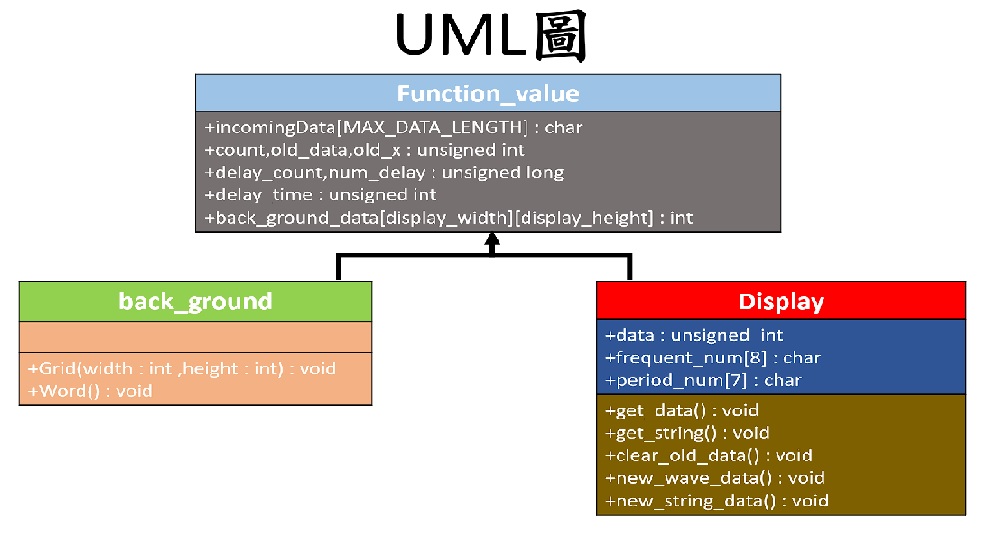 UML圖
Function_value
+incomingData[MAX_DATA_LENGTH] : char
+count,old_data,old_x : unsigned int
+delay_count,num_delay : unsigned long
+delay_time : unsigned int
+back_ground_data[display_width][display_height] : int
back_ground
+Grid(width : int ,height : int) : void
+Word() : void
Display
+data : unsigned int
+frequent_num[8] : char
+period_num[7] : char
+get_data() : void
+get_string() : void
+clear_old_data() : void
+new_wave_data() : void
+new_string_data() : void